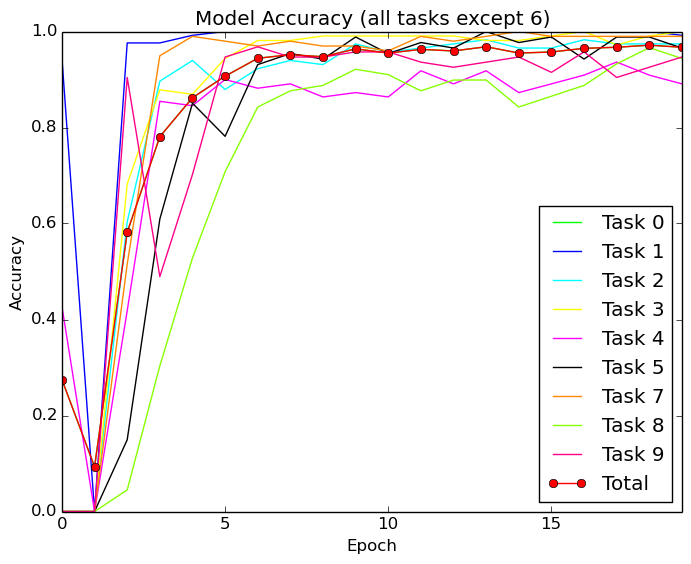 Model Accuracy (all tasks except 6)
1.0
0.8
0.6
0.4
0.2
0.0
Accuracy
0
5
10
15
Epoch
Task 0
Task 1
Task 2
Task 3
Task 4
Task 5
Task 7
Task 8
Task 9
Total